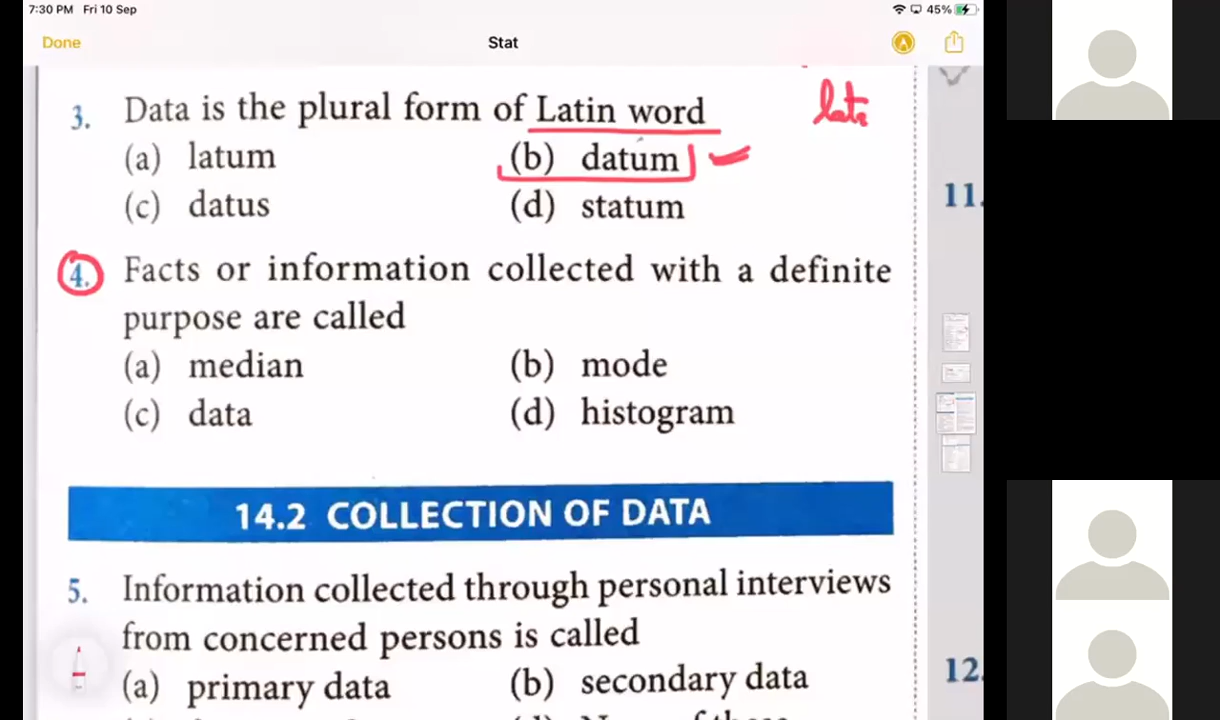 7:30 PM Fri 10 Sep
45%
Done
Stat
3. Data is the plural form of Latin word
(a) latum (b) datum
(c) datus (d) statum
4. Facts or information collected with a definite
purpose are called
(a) median (b) mode
(c) data (d) histogram
14.2 COLLECTION OF DATA
5. Information collected through personal interviews
from concerned persons is called
(a) primary data (b) secondary data
11.
12.